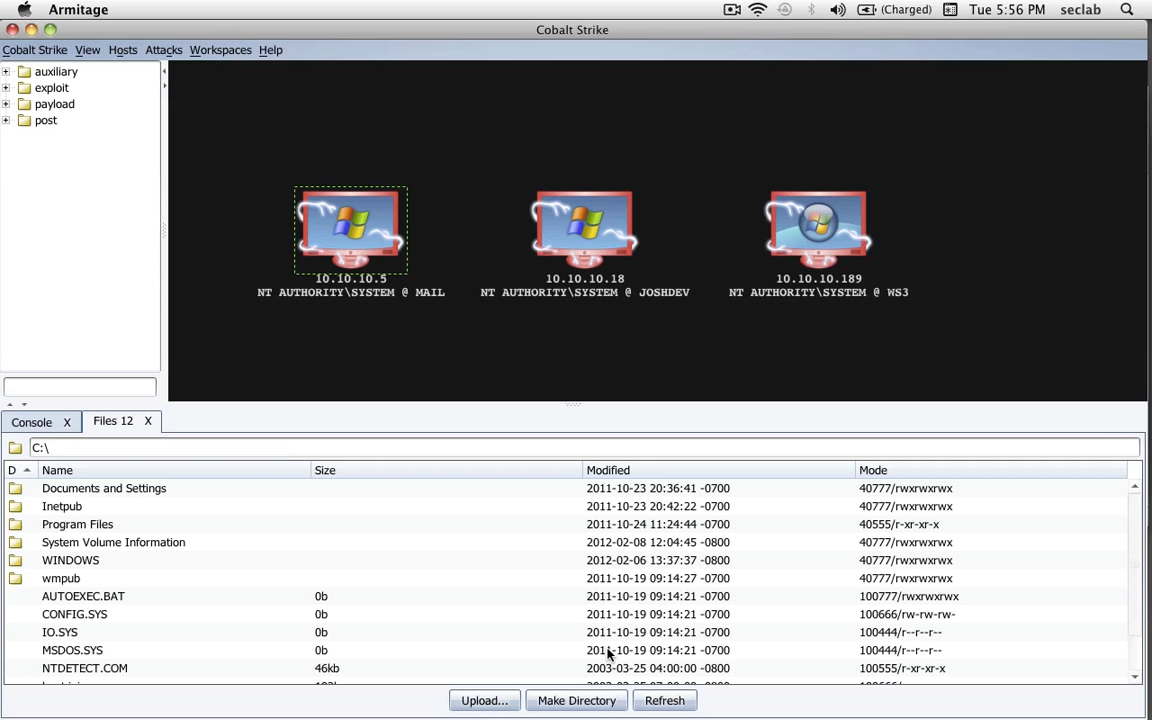 Armitage (Charged) Tue 5:56 PM seclab
Cobalt Strike
Cobalt Strike View Hosts Attacks Workspaces Help
auxiliary
exploit
payload
post
10.10.10.5 10.10.10.18 10.10.10.189
NT AUTHORITY\SYSTEM @ MAIL NT AUTHORITY\SYSTEM @ JOSHDEV NT AUTHORITY\SYSTEM @ WS3
Console X Files 12 X
C:\
D Name Size Modified Mode
Documents and Settings 2011-10-23 20:36:41 -0700 40777/rwxrwxrwx
Inetpub 2011-10-23 20:42:22 -0700 40777/rwxrwxrwx
Program Files 2011-10-24 11:24:44 -0700 40555/r-xr-xr-x
System Volume Information 2012-02-08 12:04:45 -0800 40777/rwxrwxrwx
WINDOWS 2012-02-06 13:37:37 -0800 40777/rwxrwxrwx
wmpub 2011-10-19 09:14:27 -0700 40777/rwxrwxrwx
AUTOEXEC.BAT 0b 2011-10-19 09:14:21 -0700 100777/rwxrwxrwx
CONFIG.SYS 0b 2011-10-19 09:14:21 -0700 100666/rw-rw-rw-
IO.SYS 0b 2011-10-19 09:14:21 -0700 100444/r--r--r--
MSDOS.SYS 0b 2011-10-19 09:14:21 -0700 100444/r--r--r--
NTDETECT.COM 46kb 2003-03-25 04:00:00 -0800 100555/r-xr-xr-x
Upload... Make Directory Refresh